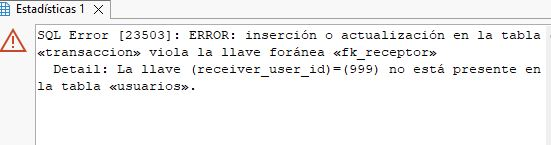 Estadísticas 1
SQL Error [23503]: ERROR: inserción o actualización en la tabla
«transaccion» viola la llave foránea «fk_receptor»
Detail: La llave (receiver_user_id)=(999) no está presente en
la tabla «usuarios».